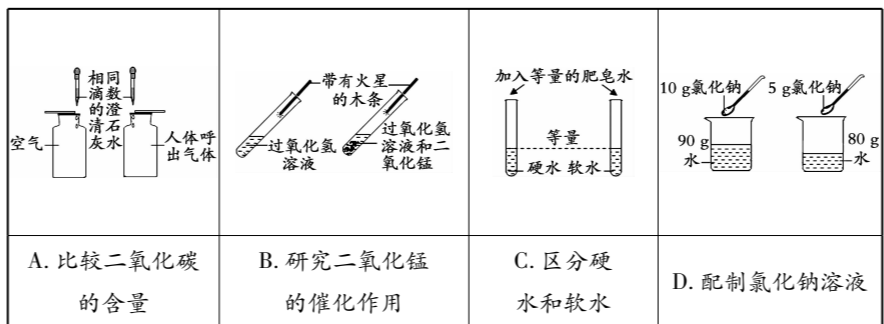 相同
滴数
的澄
清石
灰水
空气
人体呼
出气体
带有火星
的木条
过氧化氢
溶液
过氧化氢
溶液和二
氧化锰
加入等量的肥皂水
等量
硬水 软水
10 g氯化钠
5 g氯化钠
90 g
水
80 g
水
A. 比较二氧化碳
的含量
B. 研究二氧化锰
的催化作用
C. 区分硬
水和软水
D. 配制氯化钠溶液